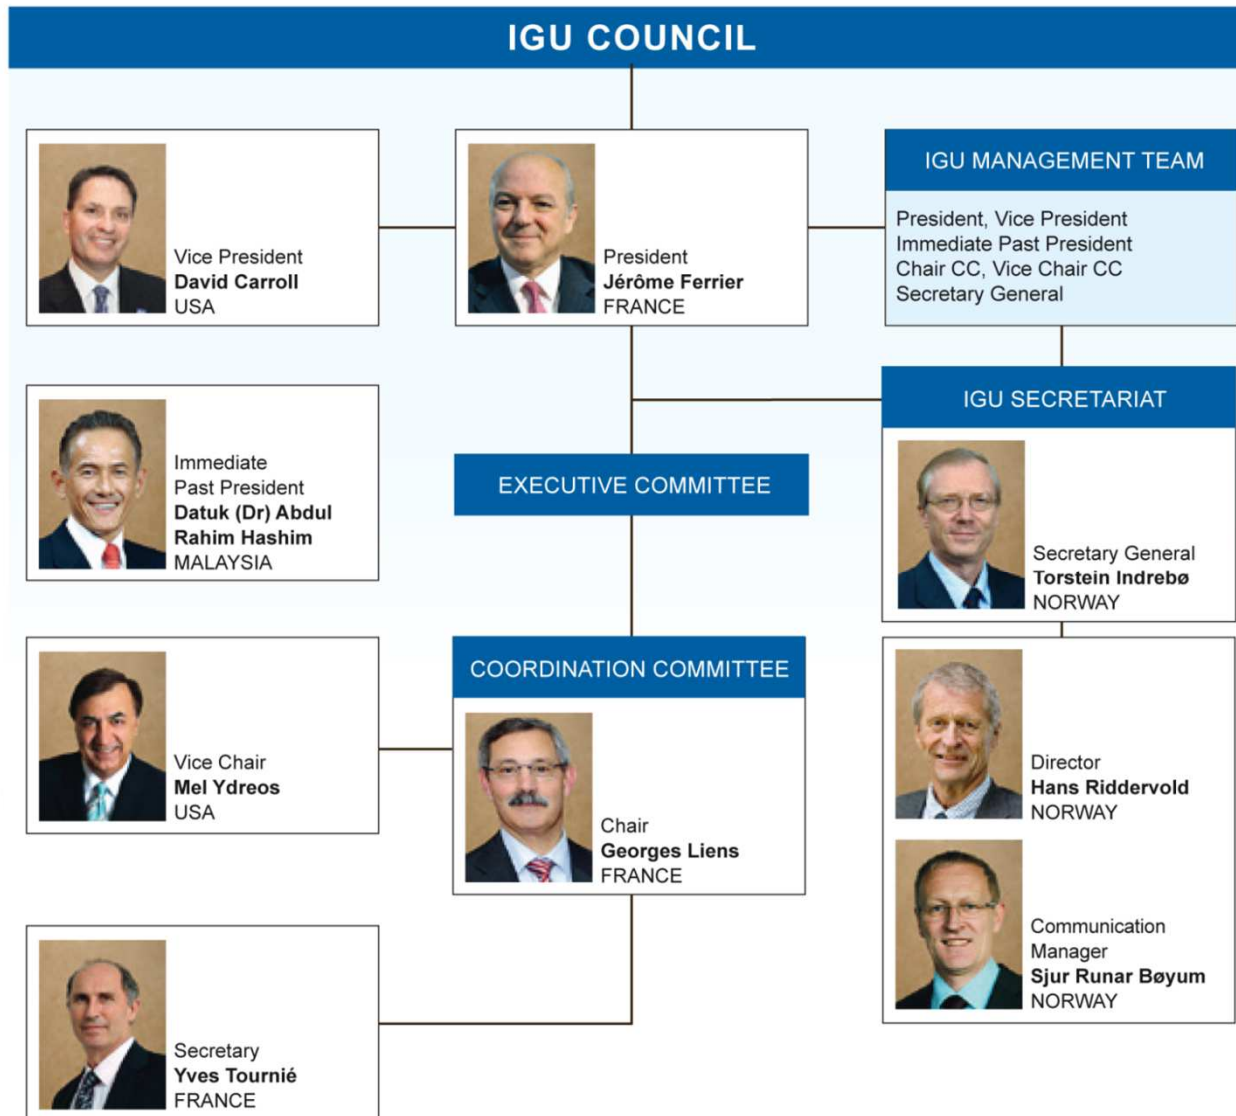 IGU COUNCIL
Vice President
David Carroll
USA
President
Jérôme Ferrier
FRANCE
IGU MANAGEMENT TEAM
President, Vice President
Immediate Past President
Chair CC, Vice Chair CC
Secretary General
Immediate
Past President
Datuk (Dr) Abdul
Rahim Hashim
MALAYSIA
EXECUTIVE COMMITTEE
IGU SECRETARIAT
Secretary General
Torstein Indrebø
NORWAY
Vice Chair
Mel Ydreos
USA
COORDINATION COMMITTEE
Chair
Georges Liens
FRANCE
Director
Hans Riddervold
NORWAY
Communication
Manager
Sjur Runar Bøyum
NORWAY
Secretary
Yves Tournié
FRANCE